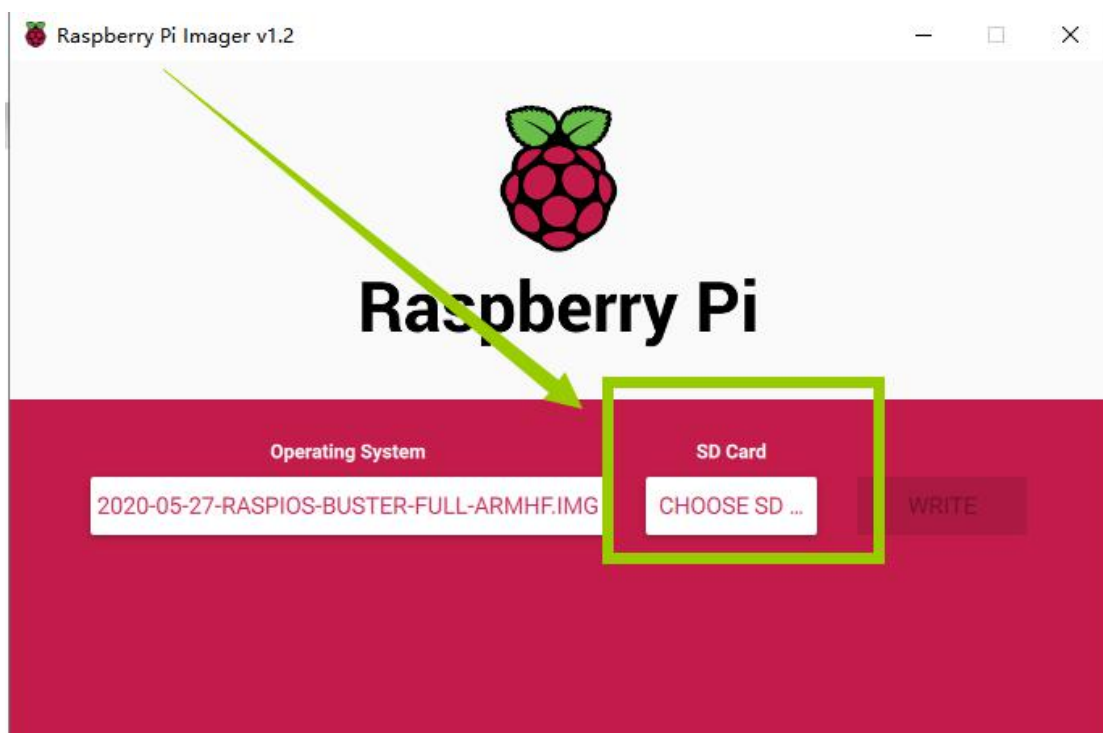 Raspberry Pi Imager v1.2
Raspberry Pi
Operating System
SD Card
2020-05-27-RASPIOS-BUSTER-FULL-ARMHF.IMG
CHOOSE SD ...
WRITE